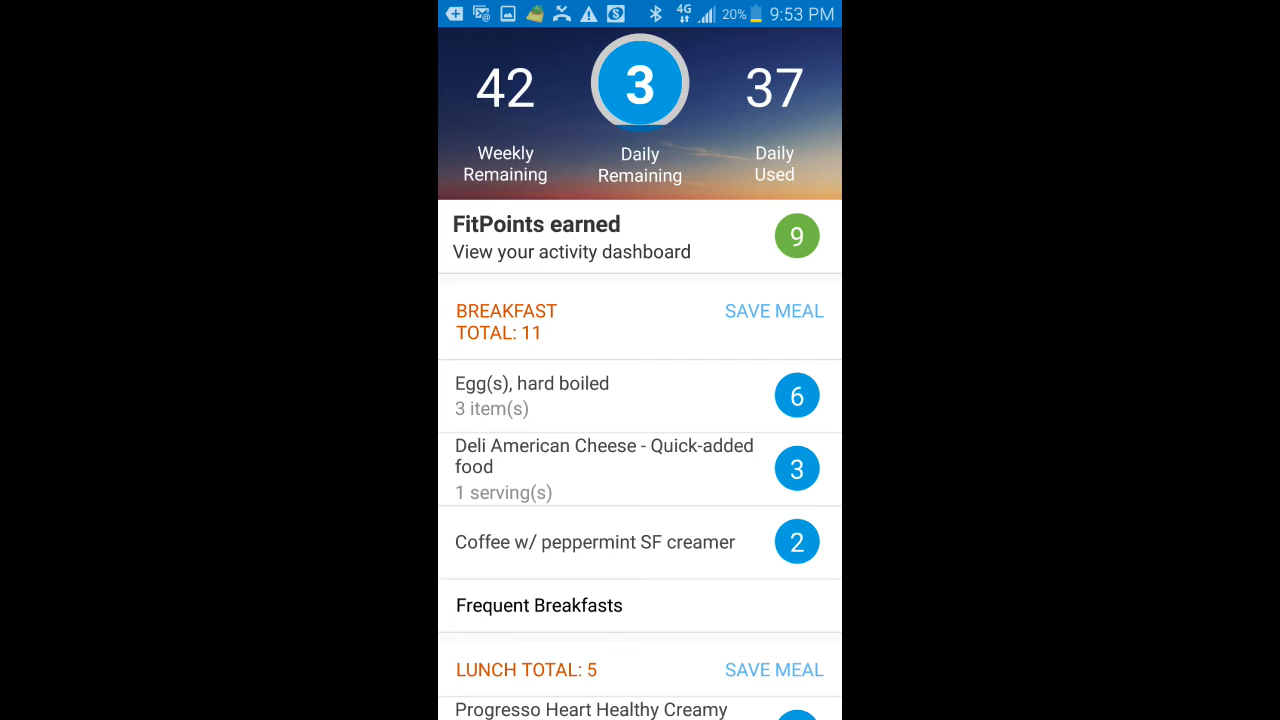 4G 20% 9:53 PM
42 3 37
Weekly Remaining
Daily Remaining
Daily Used
FitPoints earned
View your activity dashboard
9
BREAKFAST
TOTAL: 11
SAVE MEAL
Egg(s), hard boiled
3 item(s)
6
Deli American Cheese - Quick-added
food
1 serving(s)
3
Coffee w/ peppermint SF creamer
2
Frequent Breakfasts
LUNCH TOTAL: 5
SAVE MEAL
Progresso Heart Healthy Creamy